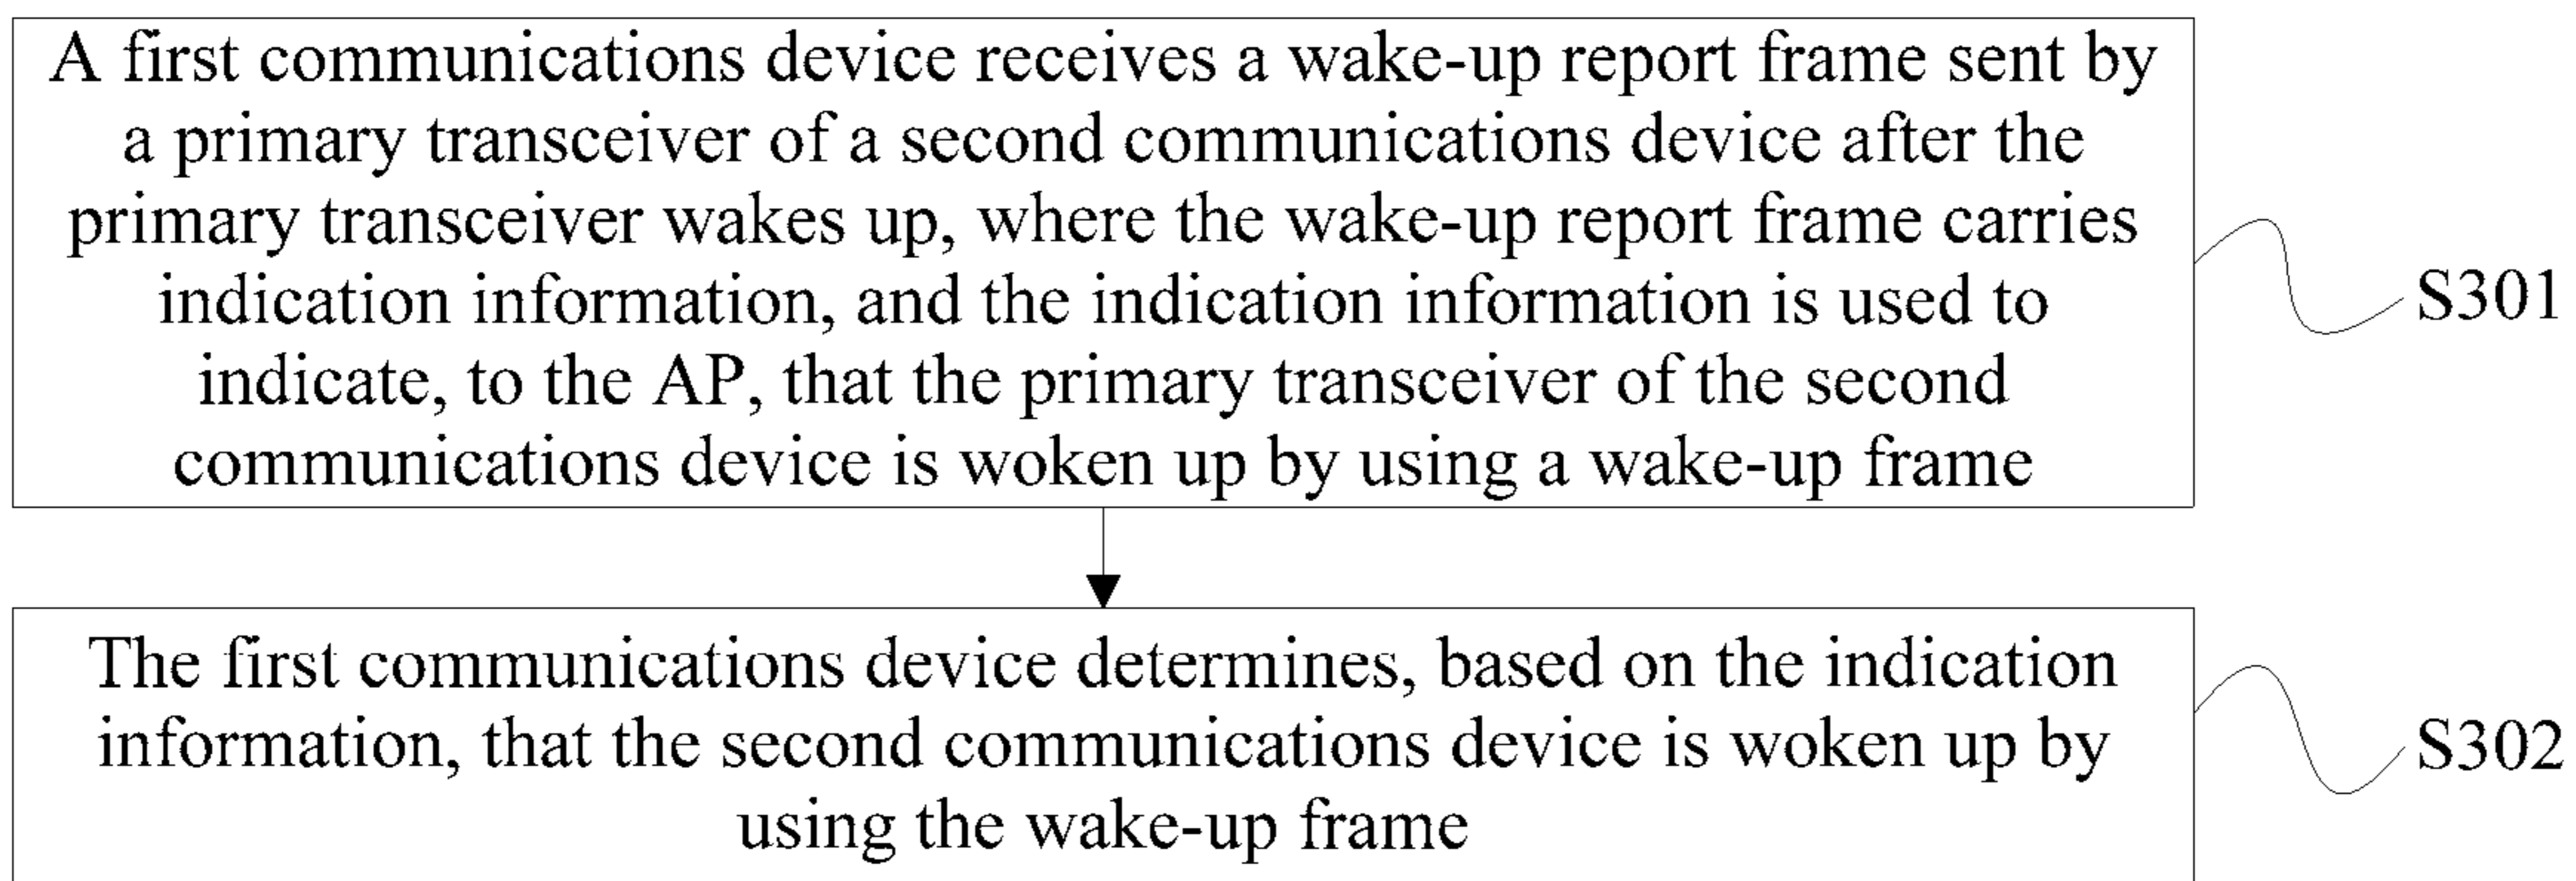 A first communications device receives a wake-up report frame sent by
a primary transceiver of a second communications device after the
primary transceiver wakes up, where the wake-up report frame carries
indication information, and the indication information is used to
indicate, to the AP, that the primary transceiver of the second
communications device is woken up by using a wake-up frame
S301
The first communications device determines, based on the indication
information, that the second communications device is woken up by
using the wake-up frame
S302